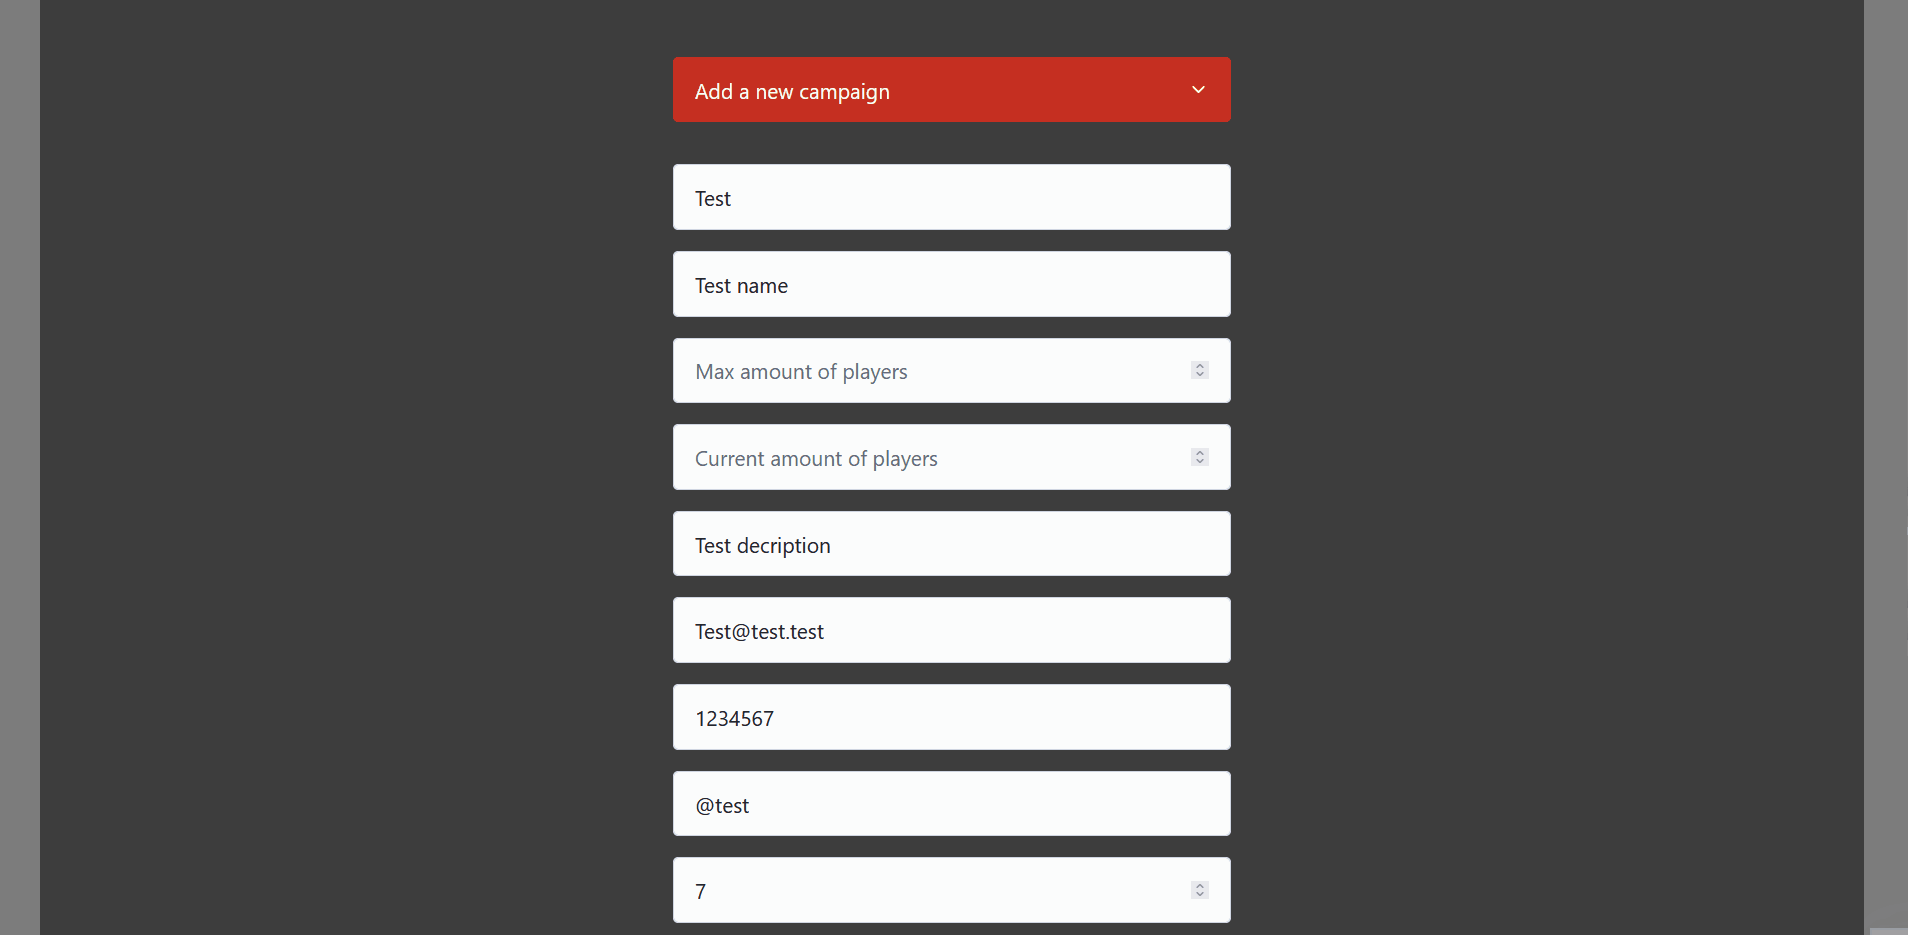 Add a new campaign
Test
Test name
Max amount of players
Current amount of players
Test decription
Test@test.test
1234567
@test
7